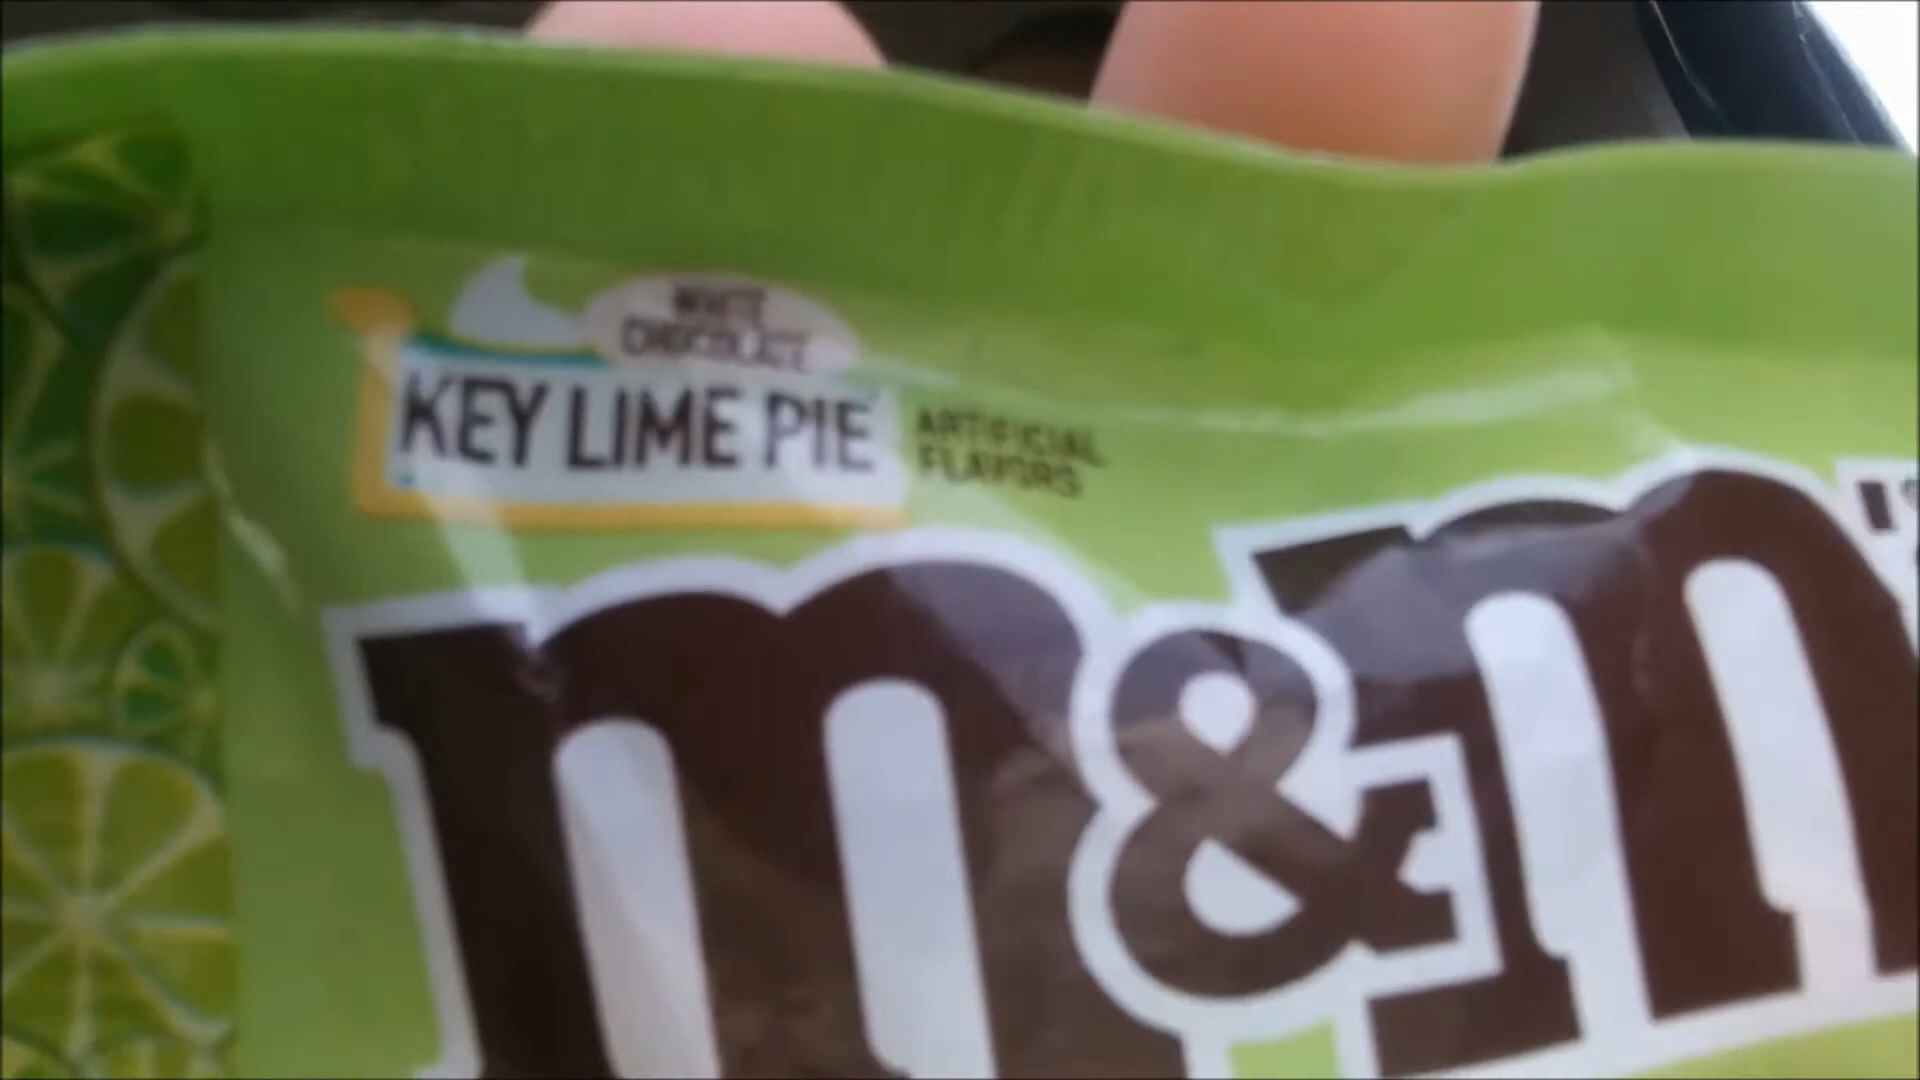 WHITE
CHOCOLATE
KEY LIME PIE
ARTIFICIAL
FLAVORS
m&m's